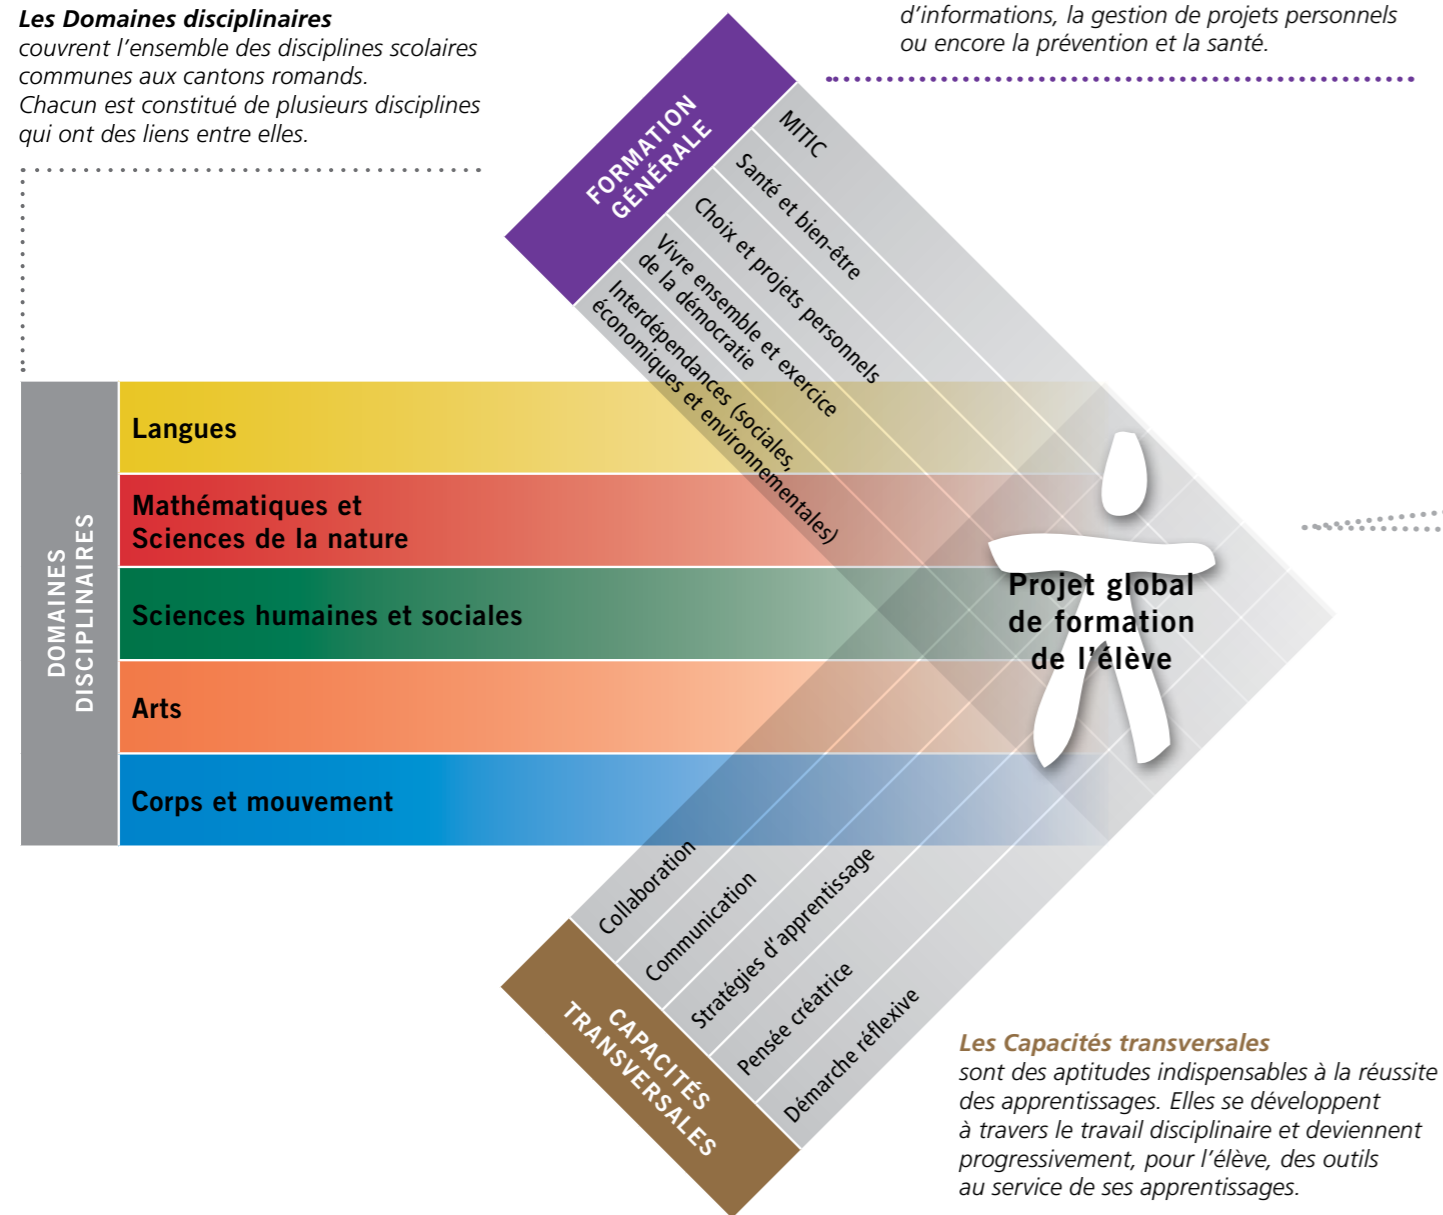 Les Domaines disciplinaires
couvrent l’ensemble des disciplines scolaires
communes aux cantons romands.
Chacun est constitué de plusieurs disciplines
qui ont des liens entre elles.
d’informations, la gestion de projets personnels
ou encore la prévention et la santé.
FORMATION
GÉNÉRALE
MITIC
Santé et bien-être
Choix et projets personnels
Vivre ensemble et exercice
de la démocratie
Interdépendances (sociales,
économiques et environnementales)
DOMAINES
DISCIPLINAIRES
Langues
Mathématiques et
Sciences de la nature
Sciences humaines et sociales
Arts
Corps et mouvement
Projet global
de formation
de l’élève
Collaboration
Communication
Stratégies d’apprentissage
Pensée créatrice
Démarche réflexive
CAPACITÉS
TRANSVERSALES
Les Capacités transversales
sont des aptitudes indispensables à la réussite
des apprentissages. Elles se développent
à travers le travail disciplinaire et deviennent
progressivement, pour l’élève, des outils
au service de ses apprentissages.